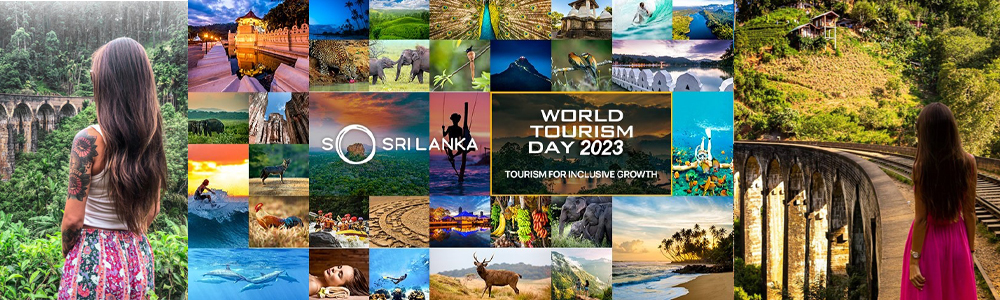 SO SRI LANKA
WORLD
TOURISM
DAY 2023
TOURISM FOR INCLUSIVE GROWTH